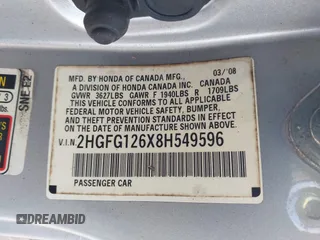 03/'08
MFD. BY HONDA OF CANADA MFG.,
A DIVISION OF HONDA CANADA INC. CANADA
GVWR 3627LBS GAWR F 1940LBS R 1709LBS
THIS VEHICLE CONFORMS TO ALL APPLICABLE
FEDERAL MOTOR VEHICLE SAFETY, BUMPER, AND
THEFT PREVENTION STANDARDS IN EFFECT ON
THE DATE OF MANUFACTURE SHOWN ABOVE.
V.I.N. 2HGFG126X8H549596
PASSENGER CAR
SNE
3
DREAMBID